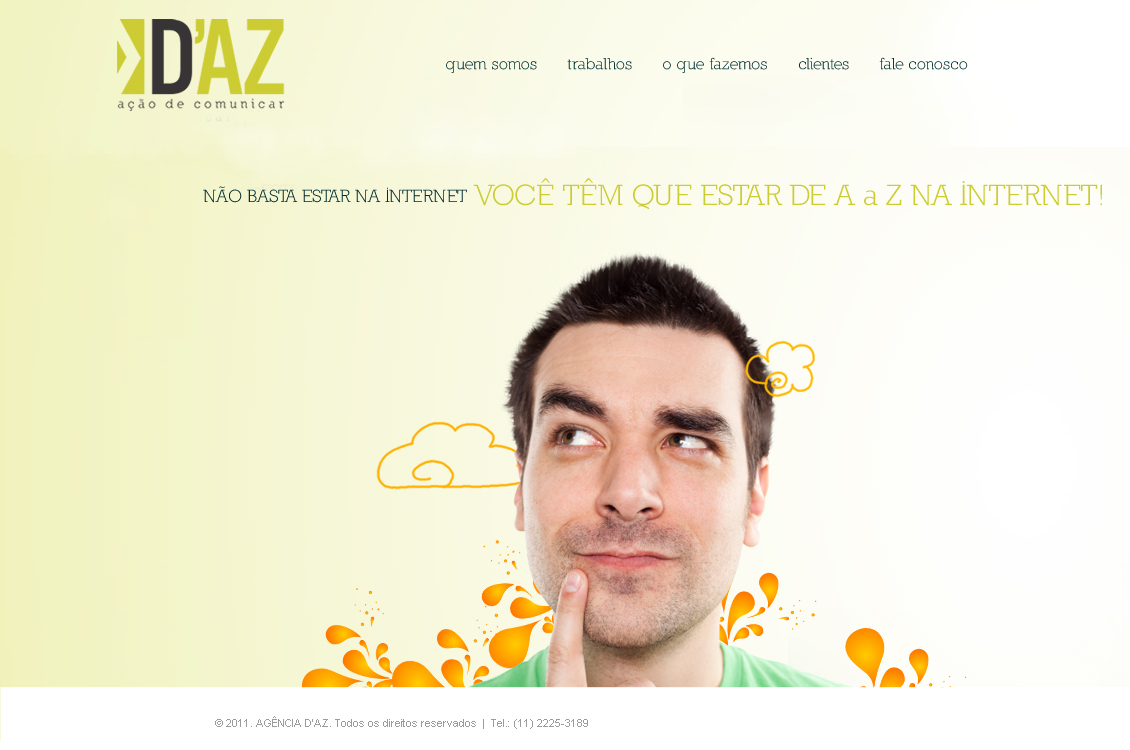 D'AZ
ação de comunicar
quem somos trabalhos o que fazemos clientes fale conosco
NÃO BASTA ESTAR NA INTERNET VOCÊ TÊM QUE ESTAR DE A a Z NA INTERNET!
© 2011. AGÊNCIA D'AZ. Todos os direitos reservados | Tel.: (11) 2225-3189